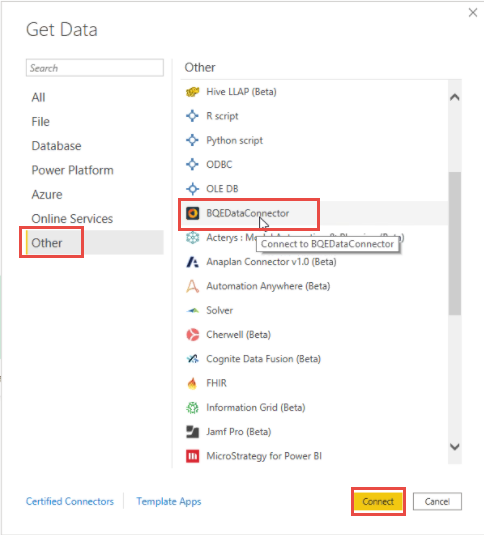 Get Data
Search
All
File
Database
Power Platform
Azure
Online Services
Other
Other
Hive LLAP (Beta)
R script
Python script
ODBC
OLE DB
BQEDataConnector
Acterys : M (Beta)
Connect to BQEDataConnector
Anaplan Connector v1.0 (Beta)
Automation Anywhere (Beta)
Solver
Cherwell (Beta)
Cognite Data Fusion (Beta)
FHIR
Information Grid (Beta)
Jamf Pro (Beta)
MicroStrategy for Power BI
Certified Connectors
Template Apps
Connect
Cancel